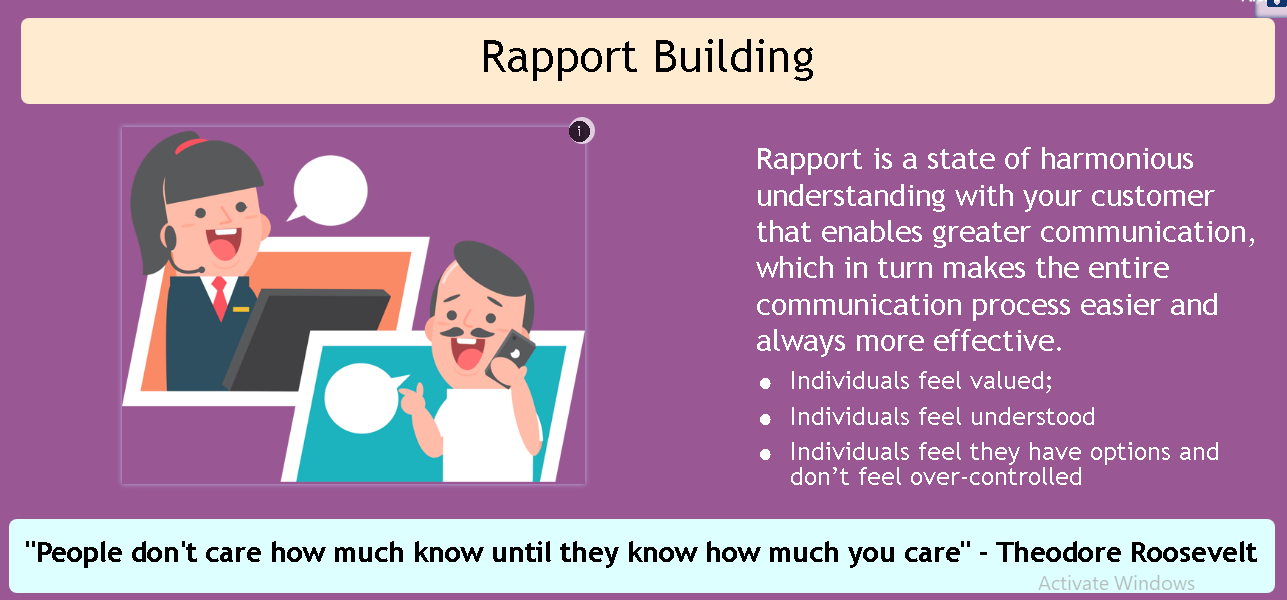 Rapport Building
i
Rapport is a state of harmonious
understanding with your customer
that enables greater communication,
which in turn makes the entire
communication process easier and
always more effective.
● Individuals feel valued;
● Individuals feel understood
● Individuals feel they have options and
don’t feel over-controlled
"People don't care how much know until they know how much you care" - Theodore Roosevelt
Activate Windows